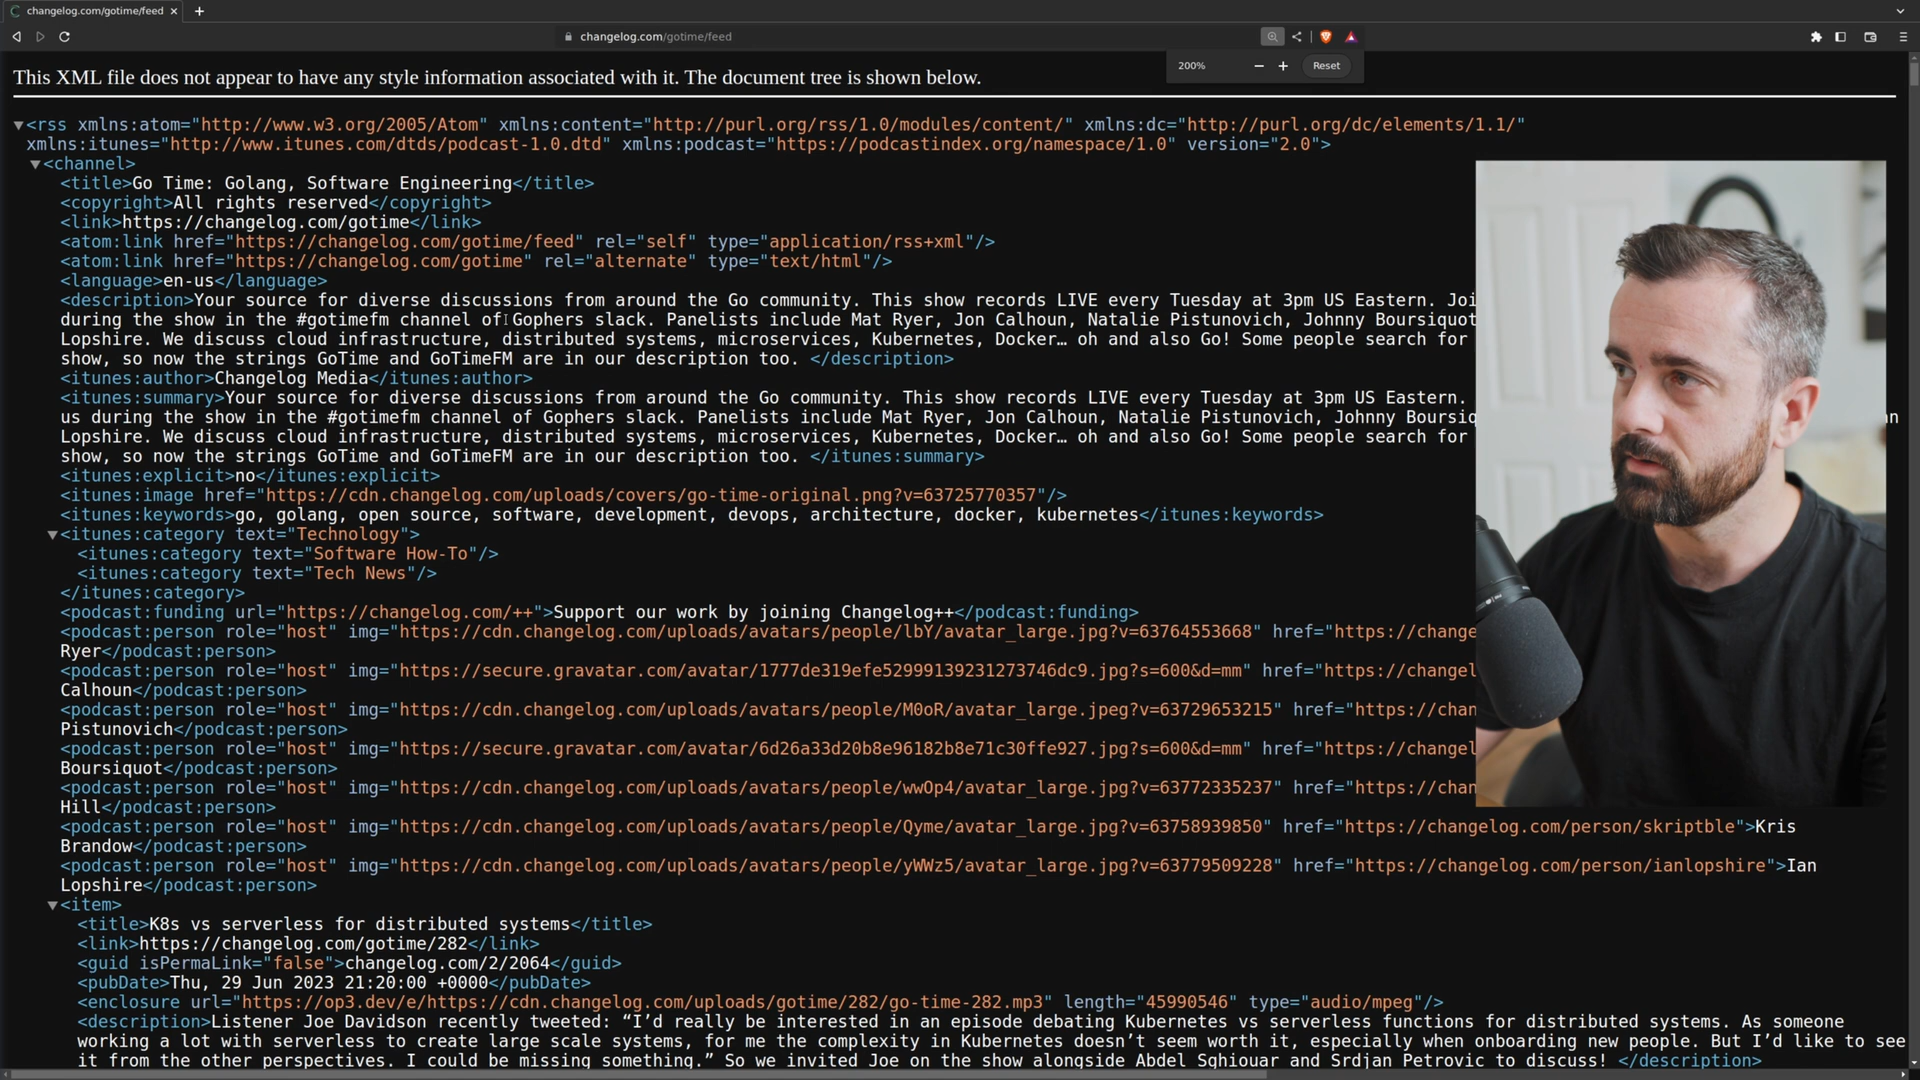 changelog.com/gotime/feed
changelog.com/gotime/feed
200%
Reset
This XML file does not appear to have any style information associated with it. The document tree is shown below.
<rss xmlns:atom="http://www.w3.org/2005/Atom" xmlns:content="http://purl.org/rss/1.0/modules/content/" xmlns:dc="http://purl.org/dc/elements/1.1/"
xmlns:itunes="http://www.itunes.com/dtds/podcast-1.0.dtd" xmlns:podcast="https://podcastindex.org/namespace/1.0" version="2.0">
<channel>
<title>Go Time: Golang, Software Engineering</title>
<copyright>All rights reserved</copyright>
<link>https://changelog.com/gotime</link>
<atom:link href="https://changelog.com/gotime/feed" rel="self" type="application/rss+xml"/>
<atom:link href="https://changelog.com/gotime" rel="alternate" type="text/html"/>
<language>en-us</language>
<description>Your source for diverse discussions from around the Go community. This show records LIVE every Tuesday at 3pm US Eastern. Joi
during the show in the #gotimefm channel of Gophers slack. Panelists include Mat Ryer, Jon Calhoun, Natalie Pistunovich, Johnny Boursiquot
Lopshire. We discuss cloud infrastructure, distributed systems, microservices, Kubernetes, Docker… oh and also Go! Some people search for
show, so now the strings GoTime and GoTimeFM are in our description too. </description>
<itunes:author>Changelog Media</itunes:author>
<itunes:summary>Your source for diverse discussions from around the Go community. This show records LIVE every Tuesday at 3pm US Eastern.
us during the show in the #gotimefm channel of Gophers slack. Panelists include Mat Ryer, Jon Calhoun, Natalie Pistunovich, Johnny Boursiq
Lopshire. We discuss cloud infrastructure, distributed systems, microservices, Kubernetes, Docker… oh and also Go! Some people search for
show, so now the strings GoTime and GoTimeFM are in our description too. </itunes:summary>
<itunes:explicit>no</itunes:explicit>
<itunes:image href="https://cdn.changelog.com/uploads/covers/go-time-original.png?v=63725770357"/>
<itunes:keywords>go, golang, open source, software, development, devops, architecture, docker, kubernetes</itunes:keywords>
<itunes:category text="Technology">
<itunes:category text="Software How-To"/>
<itunes:category text="Tech News"/>
</itunes:category>
<podcast:funding url="https://changelog.com/++">Support our work by joining Changelog++</podcast:funding>
<podcast:person role="host" img="https://cdn.changelog.com/uploads/avatars/people/lbY/avatar_large.jpg?v=63764553668" href="https://change
Ryer</podcast:person>
<podcast:person role="host" img="https://secure.gravatar.com/avatar/1777de319efe52999139231273746dc9.jpg?s=600&d=mm" href="https://changel
Calhoun</podcast:person>
<podcast:person role="host" img="https://cdn.changelog.com/uploads/avatars/people/M0oR/avatar_large.jpeg?v=63729653215" href="https://chan
Pistunovich</podcast:person>
<podcast:person role="host" img="https://secure.gravatar.com/avatar/6d26a33d20b8e96182b8e71c30ffe927.jpg?s=600&d=mm" href="https://changel
Boursiquot</podcast:person>
<podcast:person role="host" img="https://cdn.changelog.com/uploads/avatars/people/wwOp4/avatar_large.jpg?v=63772335237" href="https://chan
Hill</podcast:person>
<podcast:person role="host" img="https://cdn.changelog.com/uploads/avatars/people/Qyme/avatar_large.jpg?v=63758939850" href="https://changelog.com/person/skriptble">Kris
Brandow</podcast:person>
<podcast:person role="host" img="https://cdn.changelog.com/uploads/avatars/people/yWWz5/avatar_large.jpg?v=63779509228" href="https://changelog.com/person/ianlopshire">Ian
Lopshire</podcast:person>
<item>
<title>K8s vs serverless for distributed systems</title>
<link>https://changelog.com/gotime/282</link>
<guid isPermaLink="false">changelog.com/2/2064</guid>
<pubDate>Thu, 29 Jun 2023 21:20:00 +0000</pubDate>
<enclosure url="https://op3.dev/e/https://cdn.changelog.com/uploads/gotime/282/go-time-282.mp3" length="45990546" type="audio/mpeg"/>
<description>Listener Joe Davidson recently tweeted: “I’d really be interested in an episode debating Kubernetes vs serverless functions for distributed systems. As someone
working a lot with serverless to create large scale systems, for me the complexity in Kubernetes doesn’t seem worth it, especially when onboarding new people. But I’d like to see
it from the other perspectives. I could be missing something.” So we invited Joe on the show alongside Abdel Sghiouar and Srdjan Petrovic to discuss! </description>